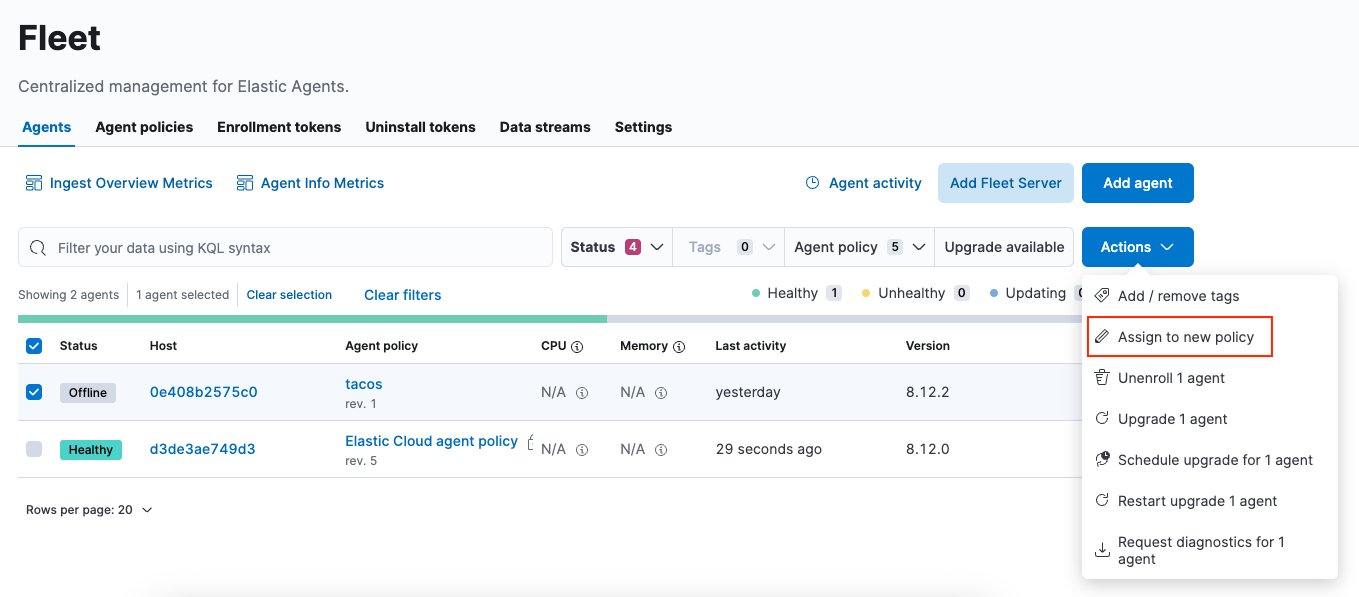 Fleet
Centralized management for Elastic Agents.
Agents Agent policies Enrollment tokens Uninstall tokens Data streams Settings
Ingest Overview Metrics Agent Info Metrics Agent activity Add Fleet Server Add agent
Filter your data using KQL syntax Status 4 Tags 0 Agent policy 5 Upgrade available Actions
Showing 2 agents 1 agent selected Clear selection Clear filters Healthy 1 Unhealthy 0 Updating
Status Host Agent policy CPU Memory Last activity Version
Offline 0e408b2575c0 tacos N/A N/A yesterday 8.12.2
rev. 1
Healthy d3de3ae749d3 Elastic Cloud agent policy N/A N/A 29 seconds ago 8.12.0
rev. 5
Rows per page: 20
Add / remove tags
Assign to new policy
Unenroll 1 agent
Upgrade 1 agent
Schedule upgrade for 1 agent
Restart upgrade 1 agent
Request diagnostics for 1
agent